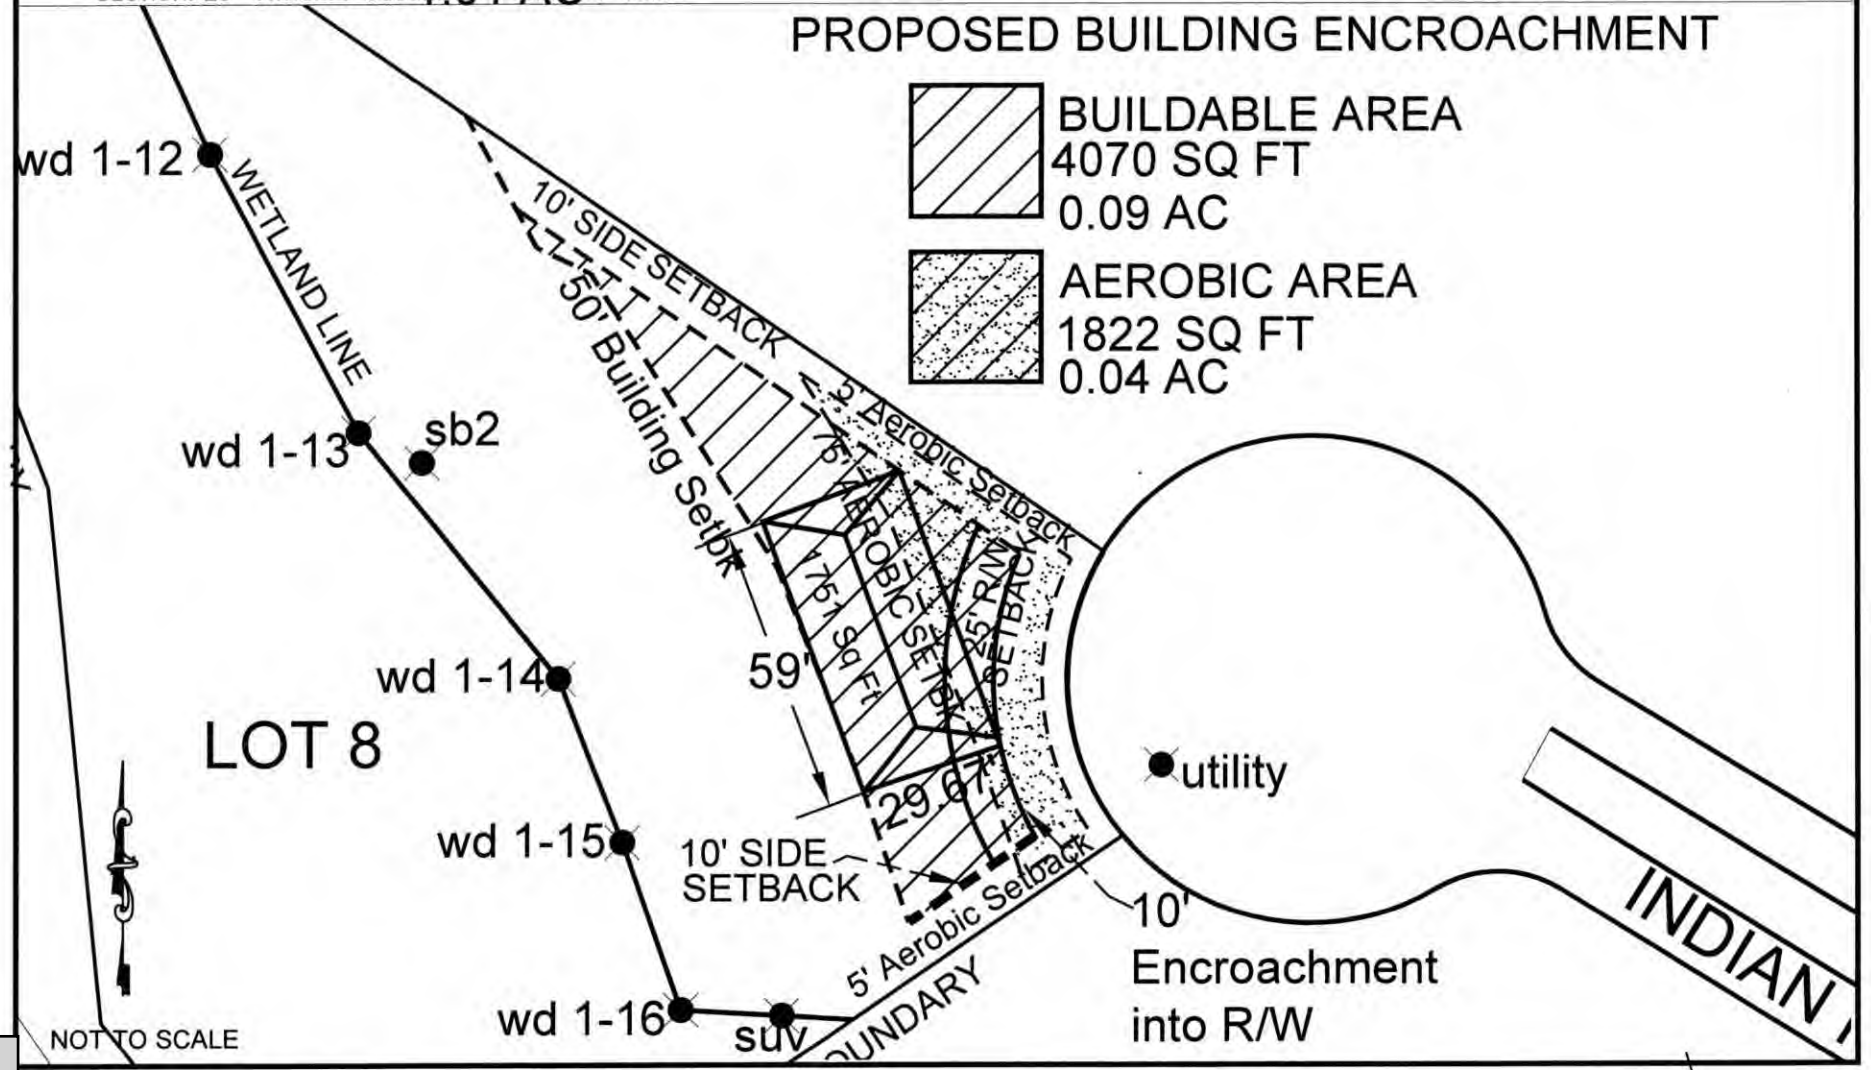 PROPOSED BUILDING ENCROACHMENT
BUILDABLE AREA
4070 SQ FT
0.09 AC
AEROBIC AREA
1822 SQ FT
0.04 AC
wd 1-12
WETLAND LINE
10' SIDE SETBACK
50' Building Setbk
5' Aerobic Setback
75' AEROBIC SETBK
wd 1-13
sb2
25' R/W
SETBACK
1751 Sq Ft
59'
wd 1-14
LOT 8
utility
29.67'
wd 1-15
10' SIDE
SETBACK
5' Aerobic Setback
10'
Encroachment
into R/W
INDIAN
wd 1-16
suv
OUNDARY
NOT TO SCALE